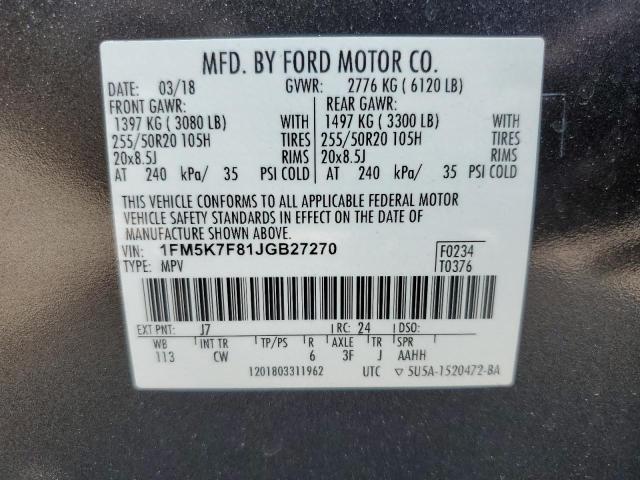 MFD. BY FORD MOTOR CO.
DATE: 03/18 GVWR: 2776 KG ( 6120 LB)
FRONT GAWR: REAR GAWR:
1397 KG ( 3080 LB) WITH 1497 KG ( 3300 LB) WITH
255/50R20 105H TIRES 255/50R20 105H TIRES
20x8.5J RIMS 20x8.5J RIMS
AT 240 kPa/ 35 PSI COLD AT 240 kPa/ 35 PSI COLD
THIS VEHICLE CONFORMS TO ALL APPLICABLE FEDERAL MOTOR
VEHICLE SAFETY STANDARDS IN EFFECT ON THE DATE OF
MANUFACTURE SHOWN ABOVE.
VIN: 1FM5K7F81JGB27270 F0234
TYPE: MPV T0376
EXT PNT: J7 RC: 24 DSO:
WB INT TR TP/PS R AXLE TR SPR
113 CW 6 3F J AAHH
1201803311962 UTC ▽ 5U5A-1520472-BA